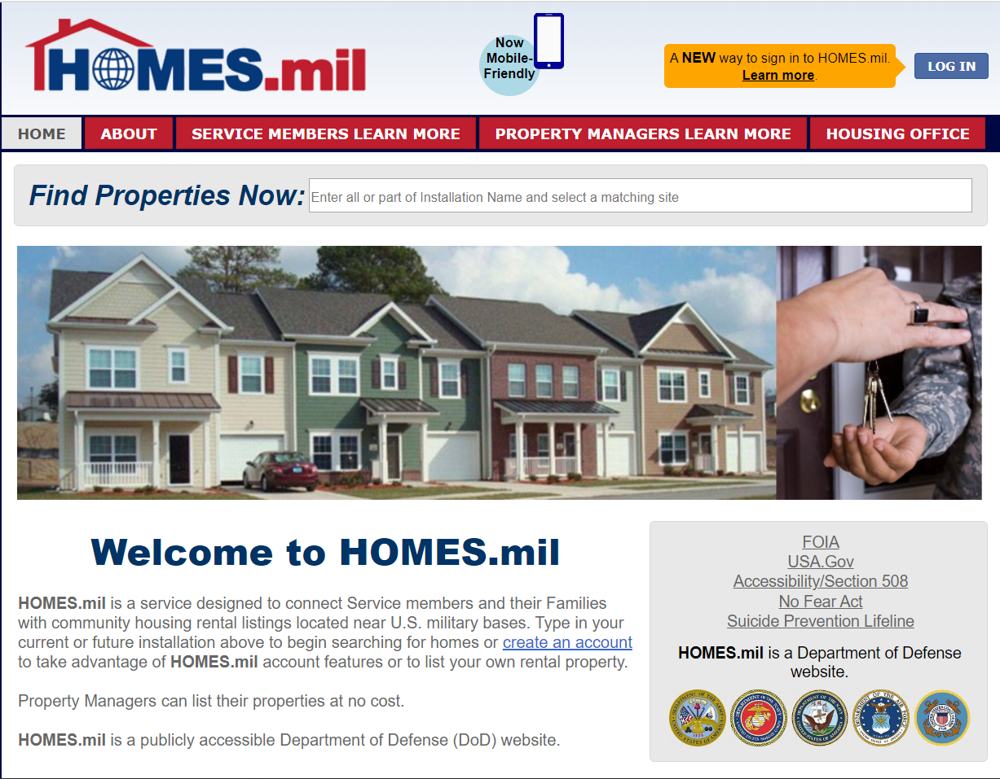 HOMES.mil
Now
Mobile-
Friendly
A NEW way to sign in to HOMES.mil.
Learn more.
LOG IN
HOME
ABOUT
SERVICE MEMBERS LEARN MORE
PROPERTY MANAGERS LEARN MORE
HOUSING OFFICE
Find Properties Now:
Enter all or part of Installation Name and select a matching site
Welcome to HOMES.mil
HOMES.mil is a service designed to connect Service members and their Families
with community housing rental listings located near U.S. military bases. Type in your
current or future installation above to begin searching for homes or create an account
to take advantage of HOMES.mil account features or to list your own rental property.
Property Managers can list their properties at no cost.
HOMES.mil is a publicly accessible Department of Defense (DoD) website.
FOIA
USA.Gov
Accessibility/Section 508
No Fear Act
Suicide Prevention Lifeline
HOMES.mil is a Department of Defense
website.